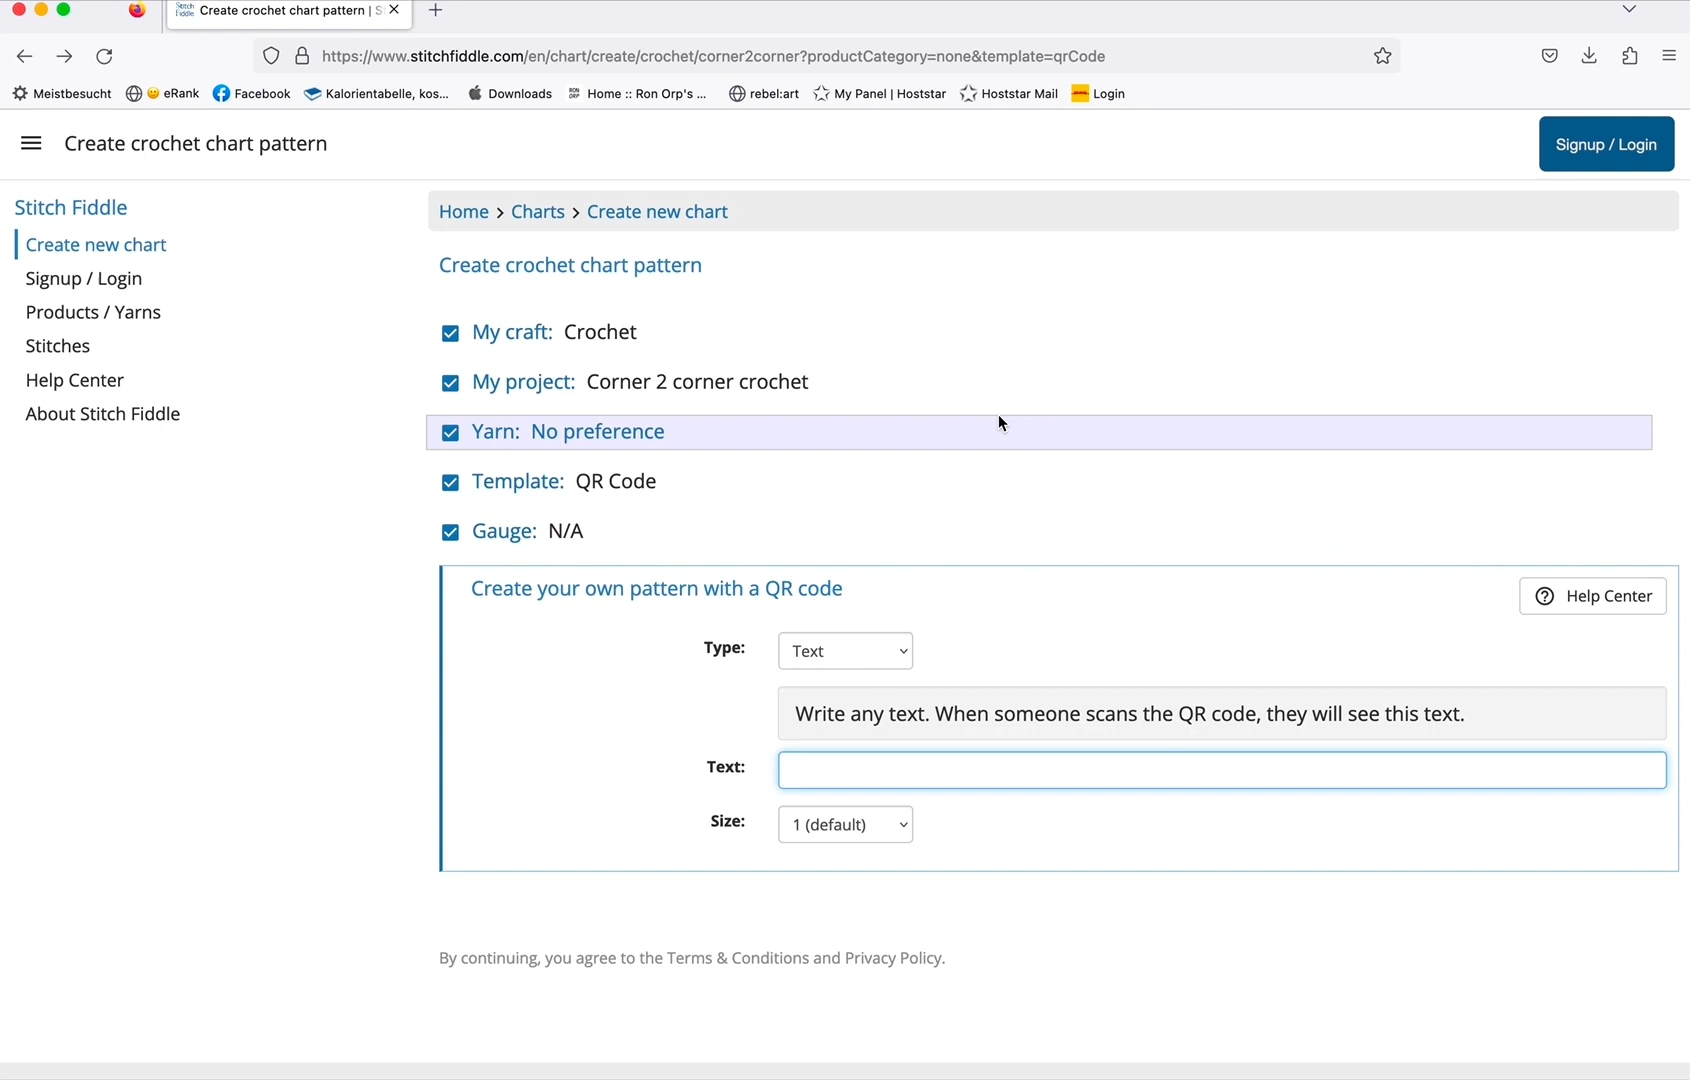 Create crochet chart pattern | S
https://www.stitchfiddle.com/en/chart/create/crochet/corner2corner?productCategory=none&template=qrCode
Meistbesucht
eRank
Facebook
Kalorientabelle, kos...
Downloads
RON ORP
Home :: Ron Orp's ...
rebel:art
My Panel | Hoststar
Hoststar Mail
Login
Create crochet chart pattern
Signup / Login
Stitch Fiddle
Create new chart
Signup / Login
Products / Yarns
Stitches
Help Center
About Stitch Fiddle
Home > Charts > Create new chart
Create crochet chart pattern
My craft: Crochet
My project: Corner 2 corner crochet
Yarn: No preference
Template: QR Code
Gauge: N/A
Create your own pattern with a QR code
Help Center
Type: Text
Write any text. When someone scans the QR code, they will see this text.
Text:
Size: 1 (default)
By continuing, you agree to the Terms & Conditions and Privacy Policy.